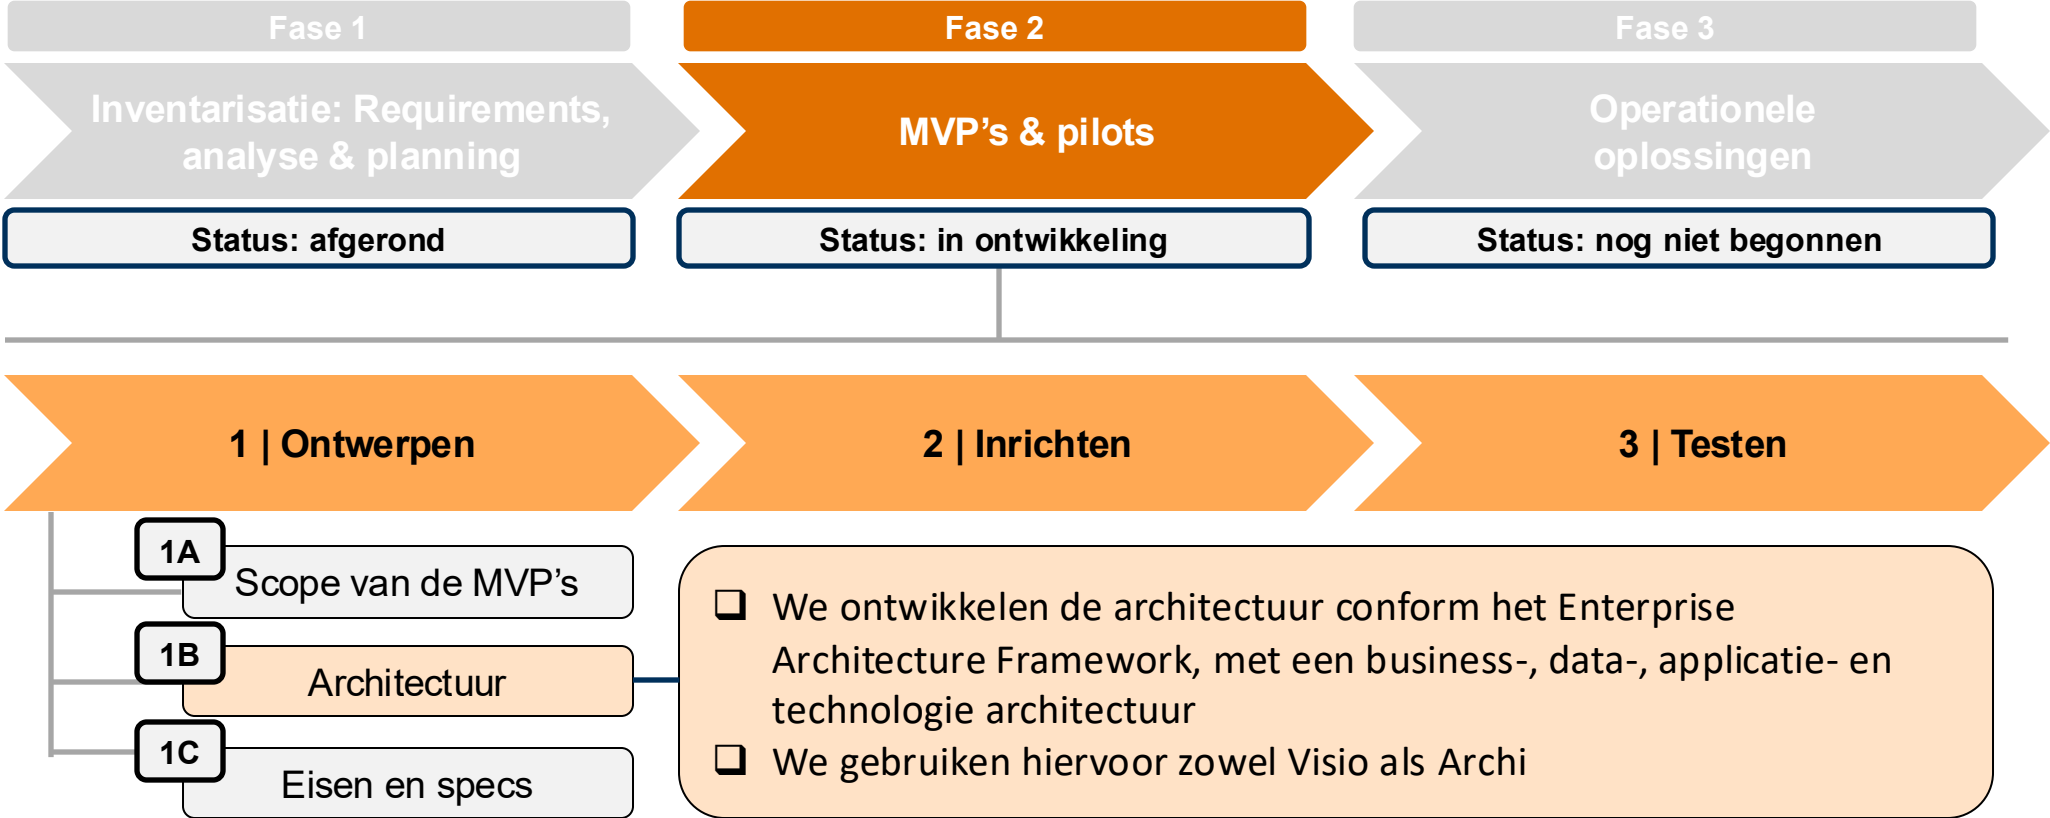 Fase 1
Fase 2
Fase 3
Inventarisatie: Requirements,
analyse & planning
MVP’s & pilots
Operationele
oplossingen
Status: afgerond
Status: in ontwikkeling
Status: nog niet begonnen
1 | Ontwerpen
2 | Inrichten
3 | Testen
1A
Scope van de MVP’s
1B
Architectuur
1C
Eisen en specs
❑ We ontwikkelen de architectuur conform het Enterprise
Architecture Framework, met een business-, data-, applicatie- en
technologie architectuur
❑ We gebruiken hiervoor zowel Visio als Archi